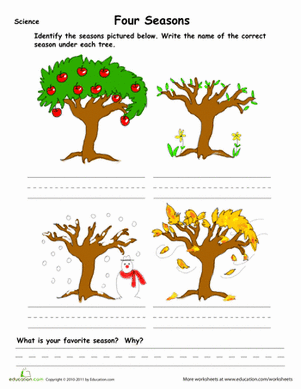 Science
Four Seasons
Identify the seasons pictured below. Write the name of the correct
season under each tree.
What is your favorite season? Why?
education.com Copyright © 2010-2011 by Education.com
More worksheets at www.education.com/worksheets